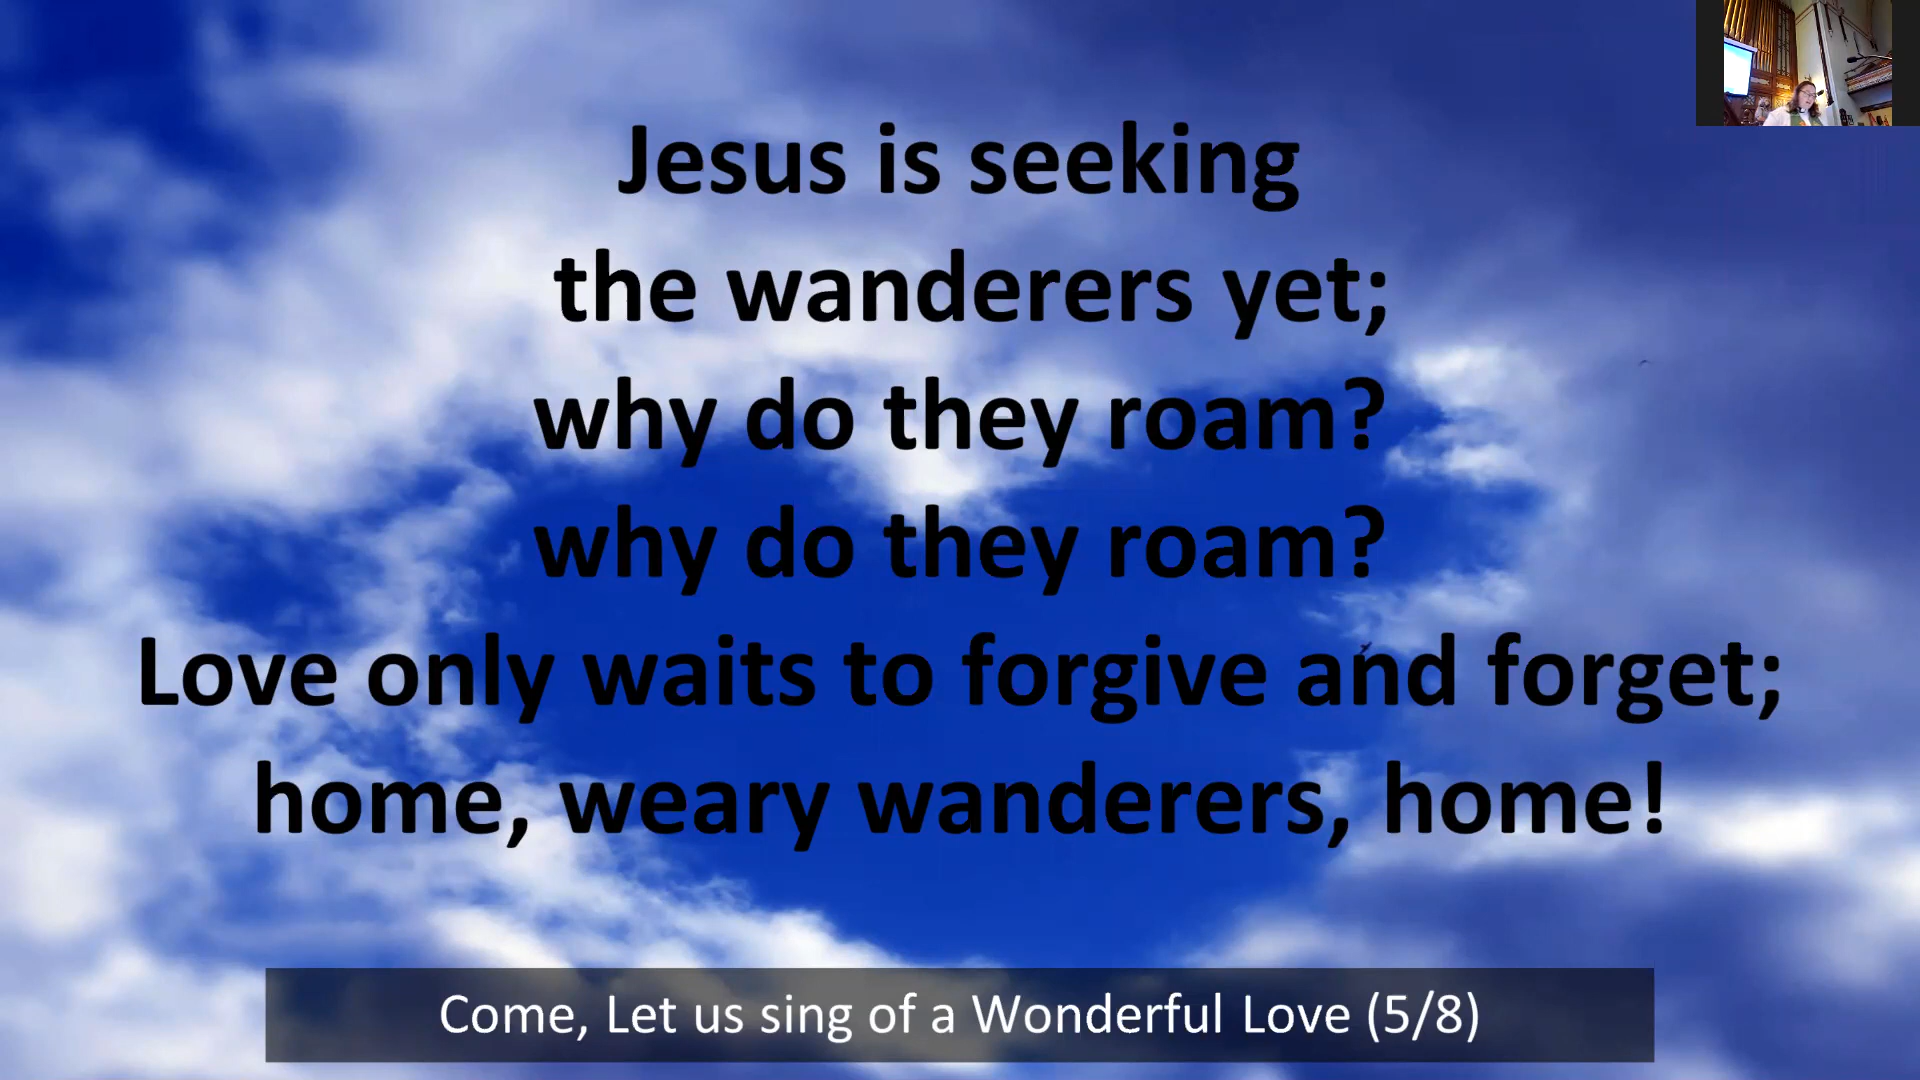 Jesus is seeking
the wanderers yet;
why do they roam?
why do they roam?
Love only waits to forgive and forget;
home, weary wanderers, home!
Come, Let us sing of a Wonderful Love (5/8)